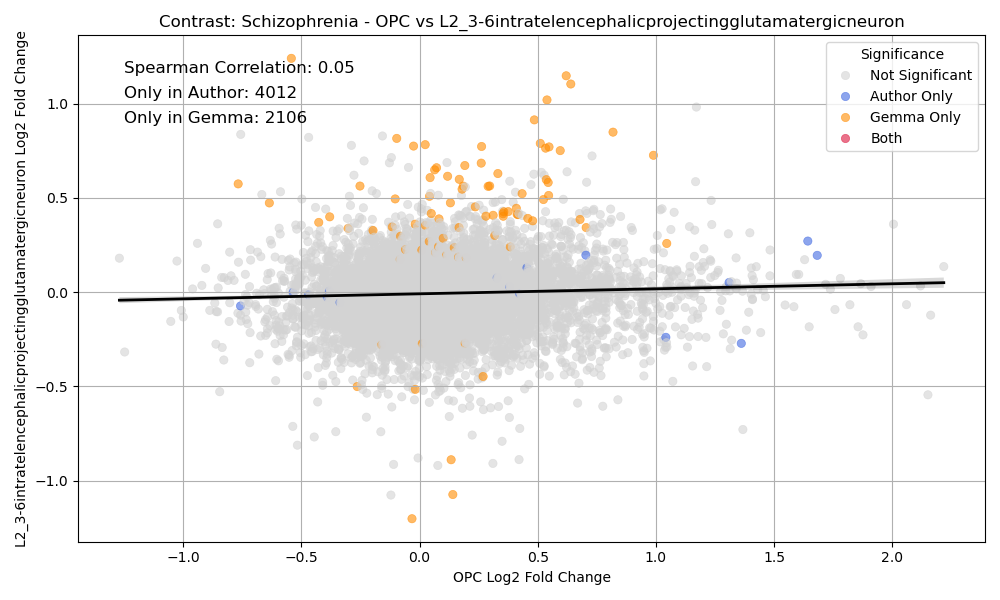 Contrast: Schizophrenia - OPC vs L2_3-6intratelencephalicprojectingglutamatergicneuron
L2_3-6intratelencephalicprojectingglutamatergicneuron Log2 Fold Change
Spearman Correlation: 0.05
Only in Author: 4012
Only in Gemma: 2106
Significance
Not Significant
Author Only
Gemma Only
Both
1.0
0.5
0.0
−0.5
−1.0
−1.0 −0.5 0.0 0.5 1.0 1.5 2.0
OPC Log2 Fold Change